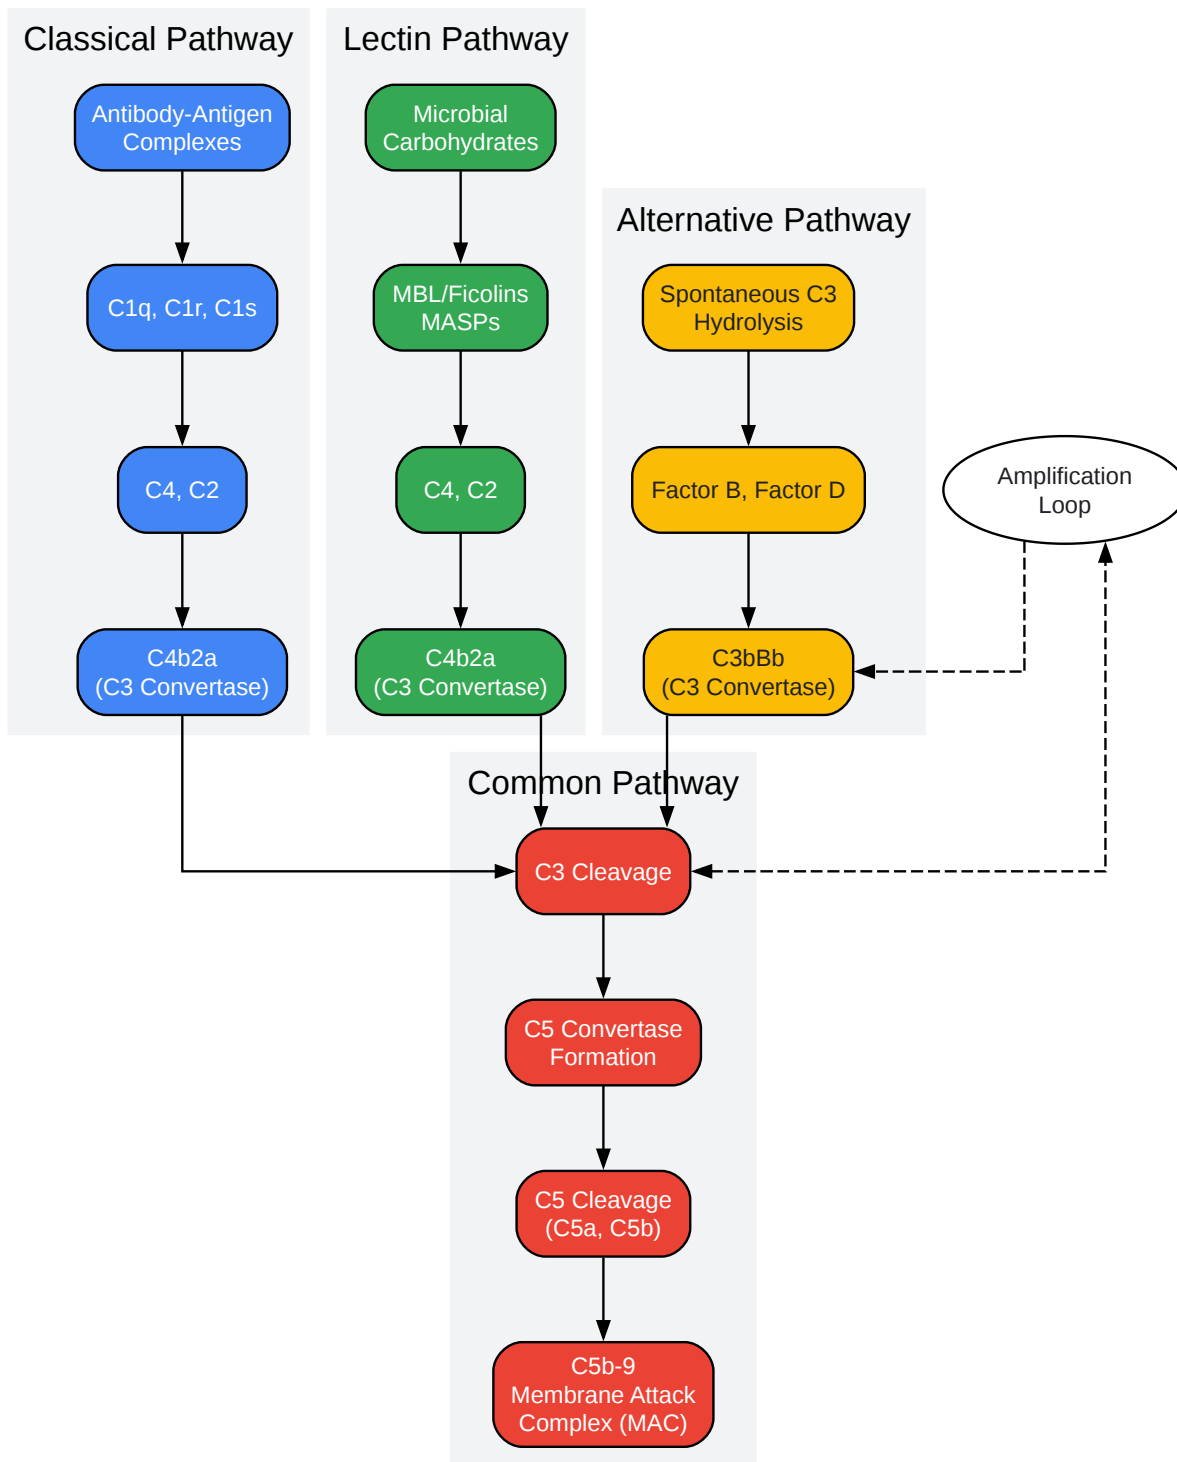 Classical Pathway
Antibody-Antigen
Complexes
C1q, C1r, C1s
C4, C2
C4b2a
(C3 Convertase)
Lectin Pathway
Microbial
Carbohydrates
MBL/Ficolins
MASPs
C4, C2
C4b2a
(C3 Convertase)
Alternative Pathway
Spontaneous C3
Hydrolysis
Factor B, Factor D
C3bBb
(C3 Convertase)
Amplification
Loop
Common Pathway
C3 Cleavage
C5 Convertase
Formation
C5 Cleavage
(C5a, C5b)
C5b-9
Membrane Attack
Complex (MAC)